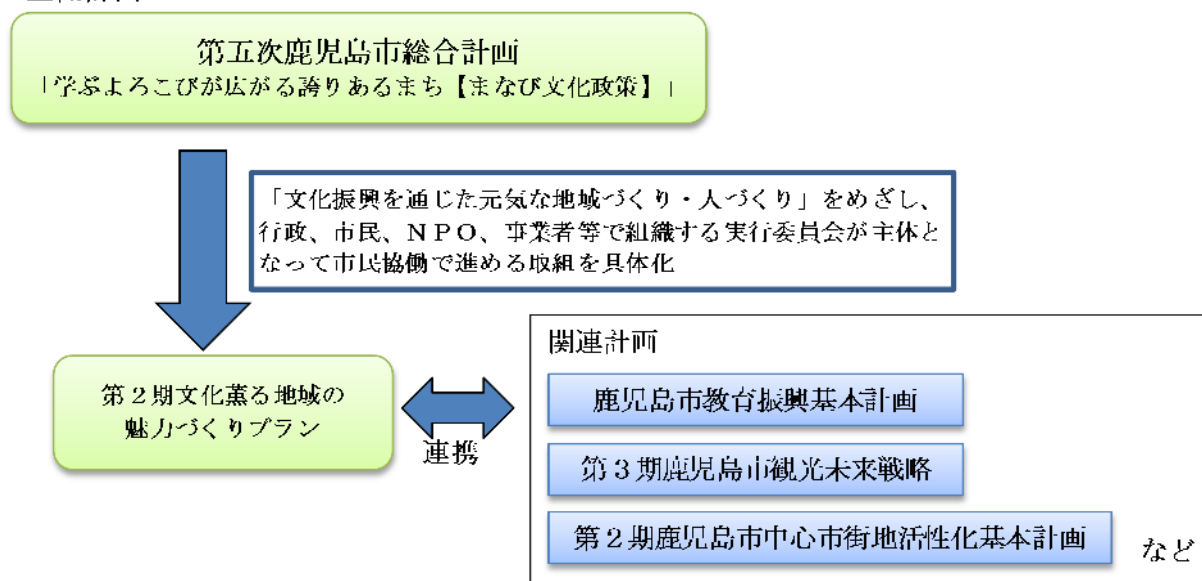 第五次鹿児島市総合計画
「学ぶよろこびが広がる誇りあるまち【まなび文化政策】」
「文化振興を通じた元気な地域づくり・人づくり」をめざし、
行政、市民、ＮＰＯ、事業者等で組織する実行委員会が主体と
なって市民協働で進める取組を具体化
関連計画
第２期文化薫る地域の
魅力づくりプラン
連携
鹿児島市教育振興基本計画
第３期鹿児島市観光未来戦略
第２期鹿児島市中心市街地活性化基本計画
など